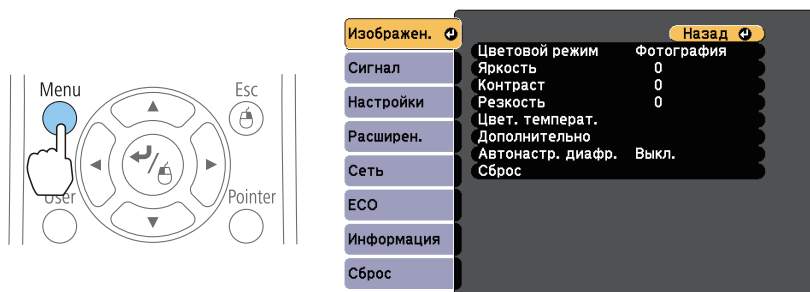 Menu
Esc
User
Pointer
Изображен.
Сигнал
Настройки
Расширен.
Сеть
ECO
Информация
Сброс
Назад
Цветовой режим Фотография
Яркость 0
Контраст 0
Резкость 0
Цвет. температ.
Дополнительно
Автонастр. диафр. Выкл.
Сброс